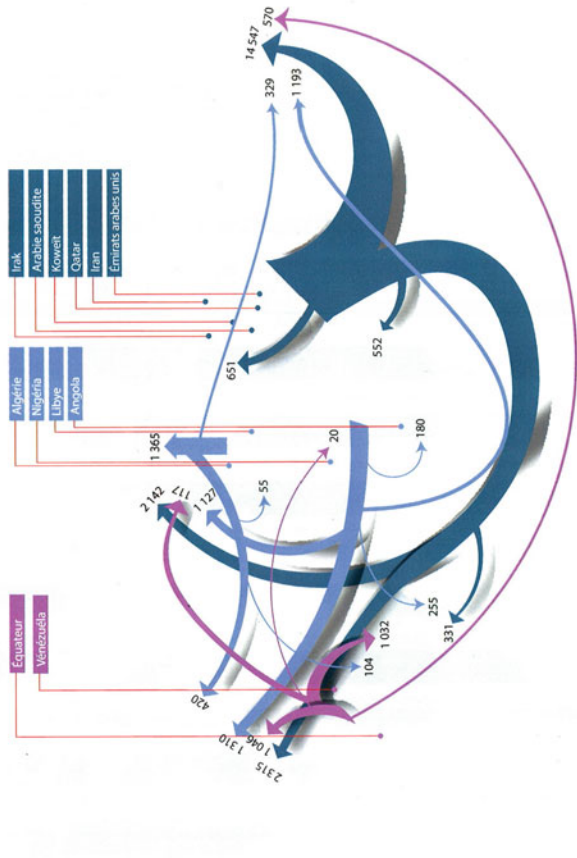 Équateur
Vénézuéla
Algérie
Nigéria
Libye
Angola
Irak
Arabie saoudite
Koweït
Qatar
Iran
Émirats arabes unis
2 142
117
1 127
1 365
420
1 310
1 046
2 315
55
20
180
104
1 032
255
331
651
552
329
1 193
14 547
570